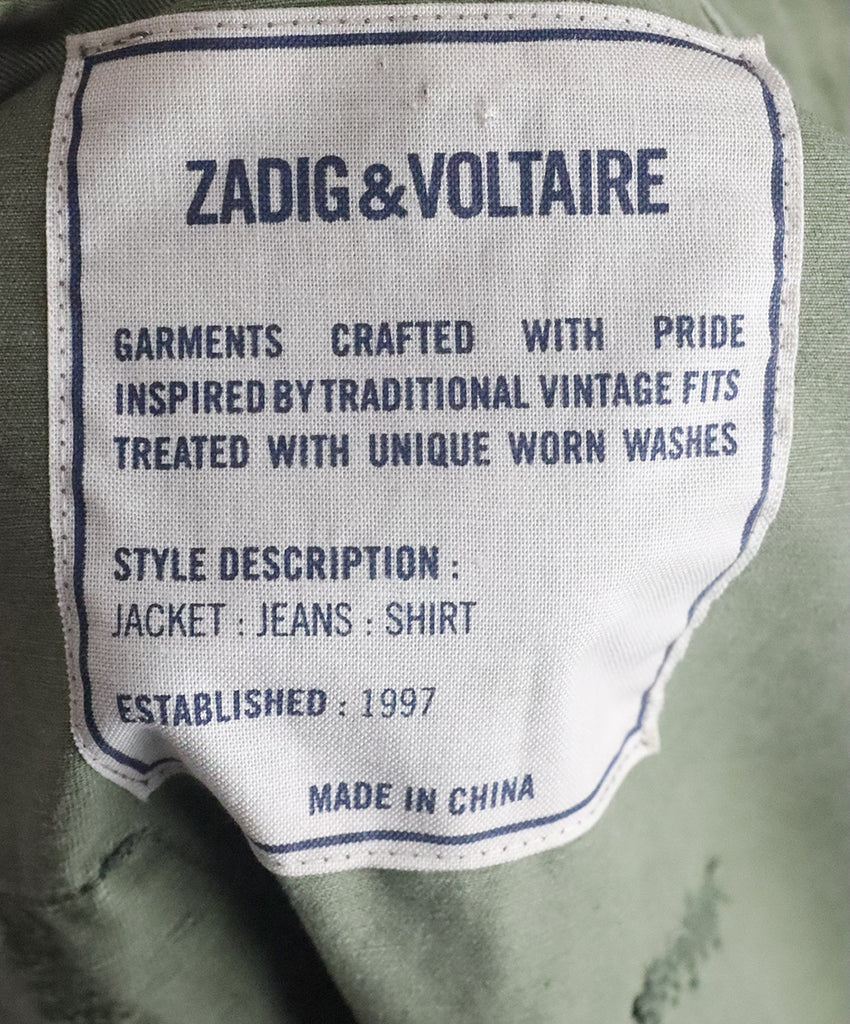 ZADIG&VOLTAIRE
GARMENTS CRAFTED WITH PRIDE
INSPIRED BY TRADITIONAL VINTAGE FITS
TREATED WITH UNIQUE WORN WASHES
STYLE DESCRIPTION :
JACKET : JEANS : SHIRT
ESTABLISHED : 1997
MADE IN CHINA